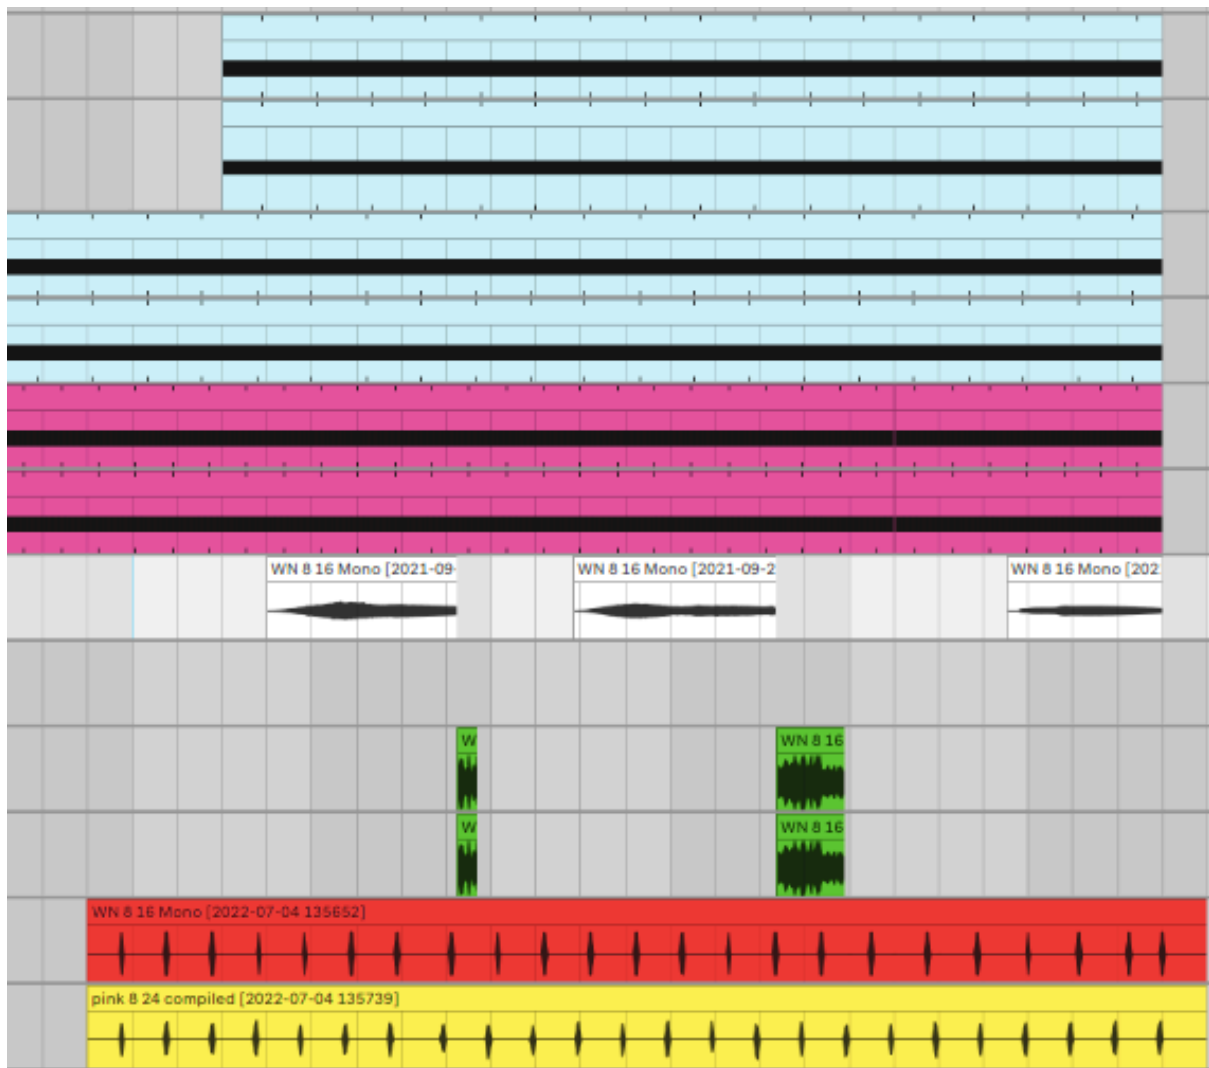 WN 8 16 Mono [2021-09-
WN 8 16 Mono [2021-09-2
WN 8 16 Mono [202
W
WN 8 16
W
WN 8 16
WN 8 16 Mono [2022-07-04 135652]
pink 8 24 compiled [2022-07-04 135739]